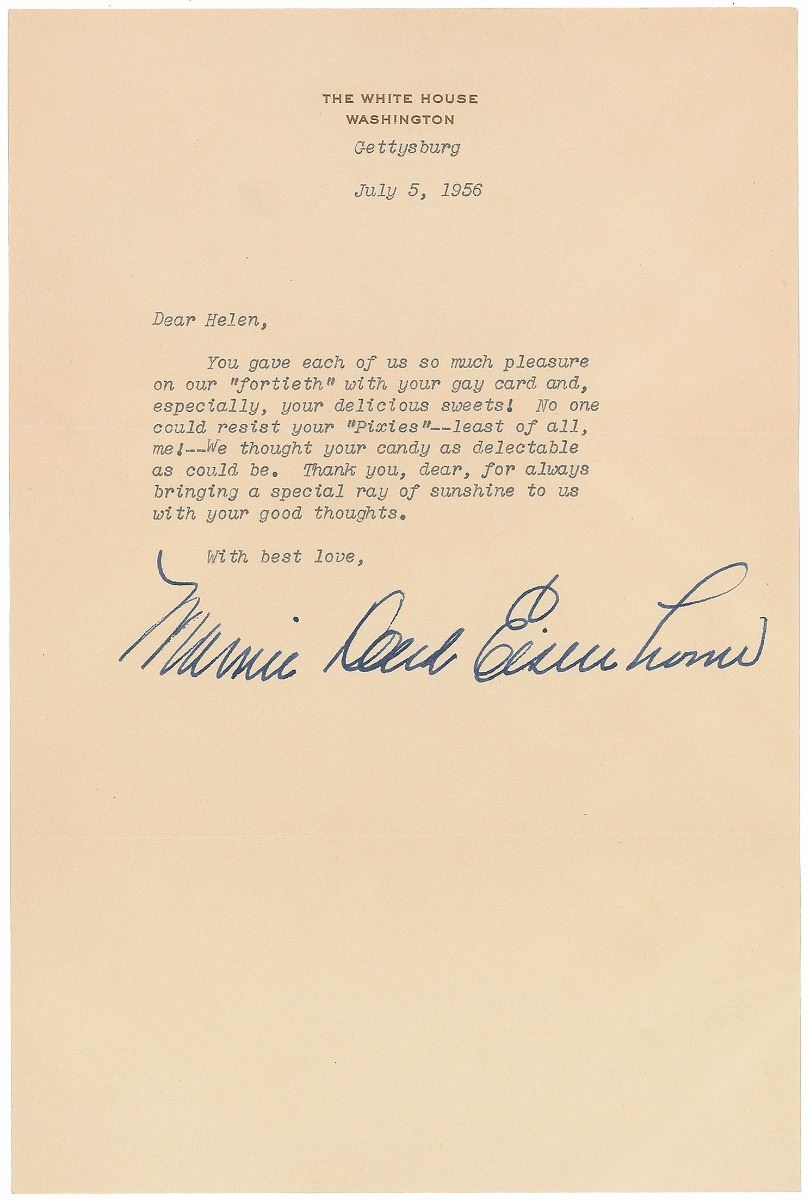 THE WHITE HOUSE
WASHINGTON
Gettysburg
July 5, 1956
Dear Helen,
You gave each of us so much pleasure
on our "fortieth" with your gay card and,
especially, your delicious sweets! No one
could resist your "Pixies"--least of all,
me!--We thought your candy as delectable
as could be. Thank you, dear, for always
bringing a special ray of sunshine to us
with your good thoughts.
With best love,
Mamie Doud Eisenhower